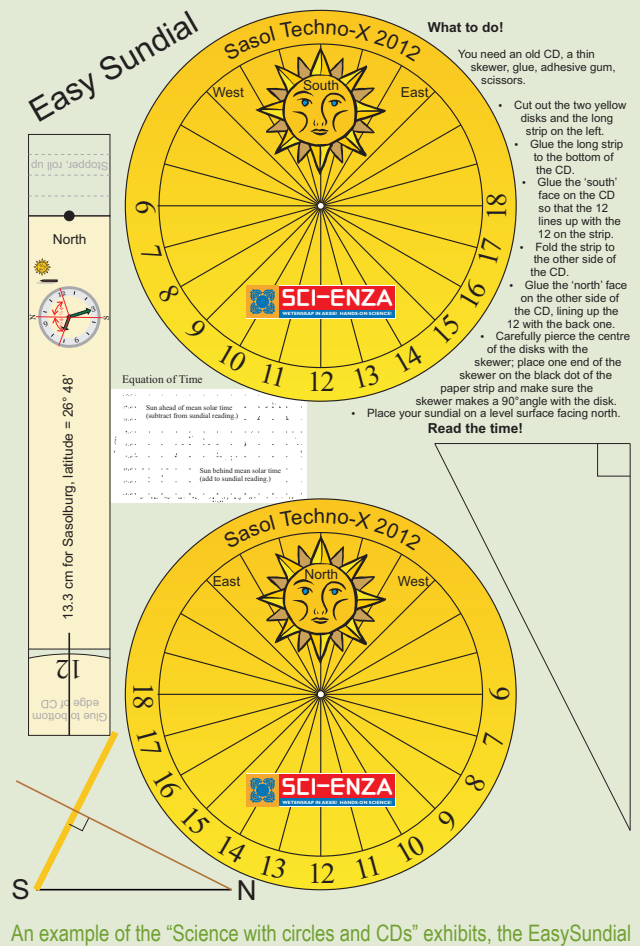 Easy Sundial
Sasol Techno-X 2012
West
South
East
6
7
8
9
10
11
12
13
14
15
16
17
18
SCI-ENZA
WETENSKAP IN AKSIE! HANDS-ON SCIENCE!
What to do!
You need an old CD, a thin
skewer, glue, adhesive gum,
scissors.
• Cut out the two yellow
disks and the long
strip on the left.
• Glue the long strip
to the bottom of
the CD.
• Glue the ‘south’
face on the CD
so that the 12
lines up with the
12 on the strip.
• Fold the strip to
the other side of
the CD.
• Glue the ‘north’ face
on the other side of
the CD, lining up the
12 with the back one.
• Carefully pierce the centre
of the disks with the
skewer; place one end of the
skewer on the black dot of the
paper strip and make sure the
skewer makes a 90°angle with the disk.
• Place your sundial on a level surface facing north.
Read the time!
Stopper, roll up
North
12
3
6
9
N
S
13.3 cm for Sasolburg, latitude = 26° 48’
12
Glue to bottom
edge of CD
Equation of Time
Sun ahead of mean solar time
(subtract from sundial reading.)
Sun behind mean solar time
(add to sundial reading.)
Sasol Techno-X 2012
East
North
West
18
17
16
15
14
13
12
11
10
9
8
7
6
SCI-ENZA
WETENSKAP IN AKSIE! HANDS-ON SCIENCE!
S
N
An example of the “Science with circles and CDs” exhibits, the EasySundial